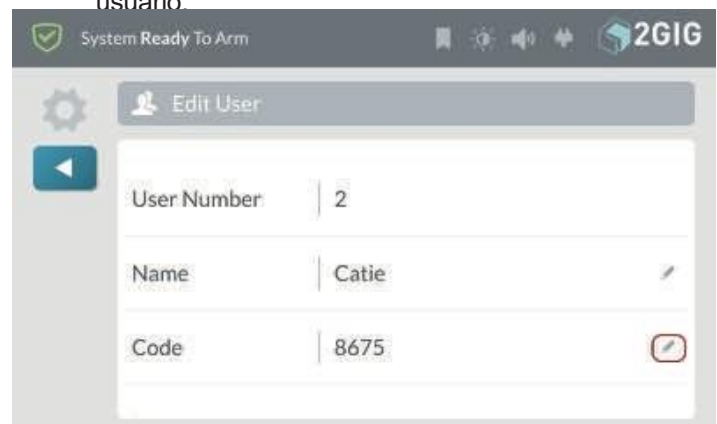 usuario.
System Ready To Arm
2GIG
Edit User
User Number 2
Name Catie
Code 8675